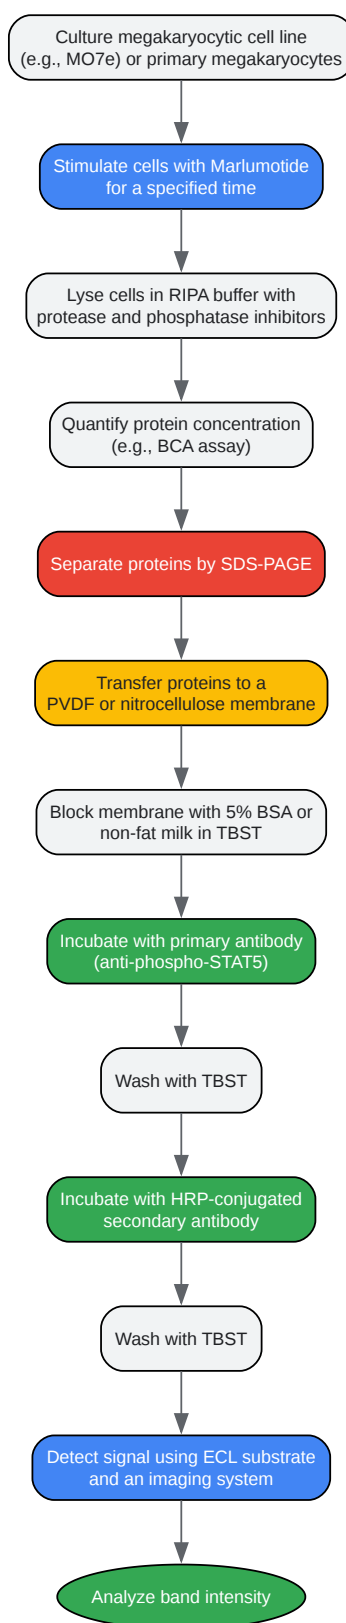 Culture megakaryocytic cell line
(e.g., MO7e) or primary megakaryocytes
Stimulate cells with Marlumotide
for a specified time
Lyse cells in RIPA buffer with
protease and phosphatase inhibitors
Quantify protein concentration
(e.g., BCA assay)
Separate proteins by SDS-PAGE
Transfer proteins to a
PVDF or nitrocellulose membrane
Block membrane with 5% BSA or
non-fat milk in TBST
Incubate with primary antibody
(anti-phospho-STAT5)
Wash with TBST
Incubate with HRP-conjugated
secondary antibody
Wash with TBST
Detect signal using ECL substrate
and an imaging system
Analyze band intensity